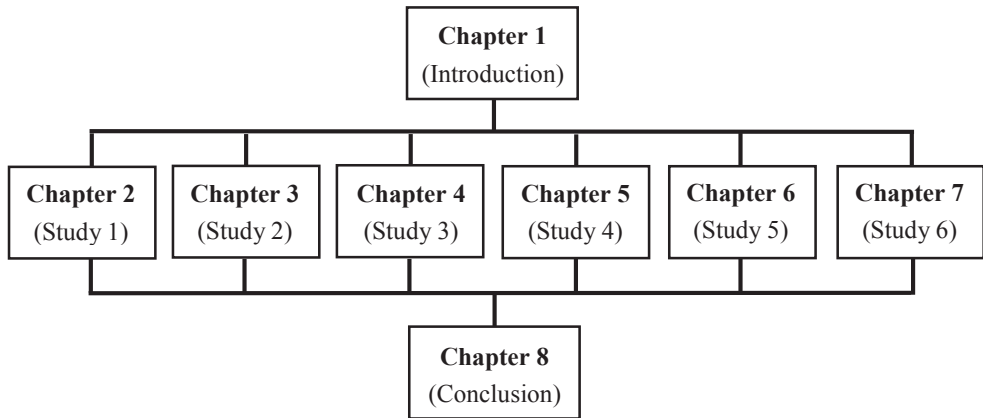 Chapter 1
(Introduction)
Chapter 2
(Study 1)
Chapter 3
(Study 2)
Chapter 4
(Study 3)
Chapter 5
(Study 4)
Chapter 6
(Study 5)
Chapter 7
(Study 6)
Chapter 8
(Conclusion)